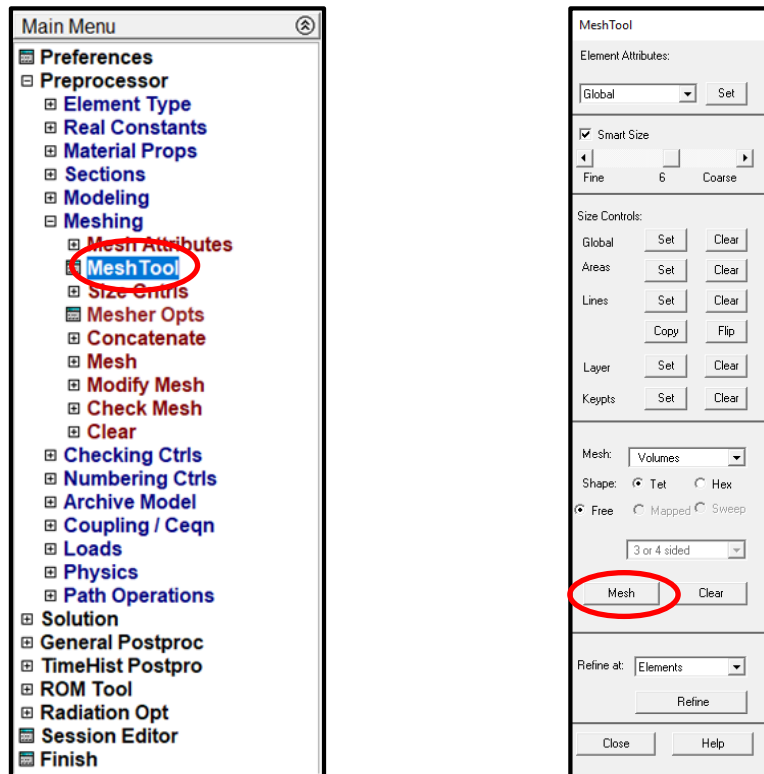 Main Menu
Preferences
Preprocessor
Element Type
Real Constants
Material Props
Sections
Modeling
Meshing
Mesh Attributes
MeshTool
Size Cntrls
Mesher Opts
Concatenate
Mesh
Modify Mesh
Check Mesh
Clear
Checking Ctrls
Numbering Ctrls
Archive Model
Coupling / Ceqn
Loads
Physics
Path Operations
Solution
General Postproc
TimeHist Postpro
ROM Tool
Radiation Opt
Session Editor
Finish
MeshTool
Element Attributes:
Global Set
Smart Size
Fine 6 Coarse
Size Controls:
Global Set Clear
Areas Set Clear
Lines Set Clear
Copy Flip
Layer Set Clear
Keypts Set Clear
Mesh: Volumes
Shape: Tet Hex
Free Mapped Sweep
3 or 4 sided
Mesh Clear
Refine at: Elements
Refine
Close Help